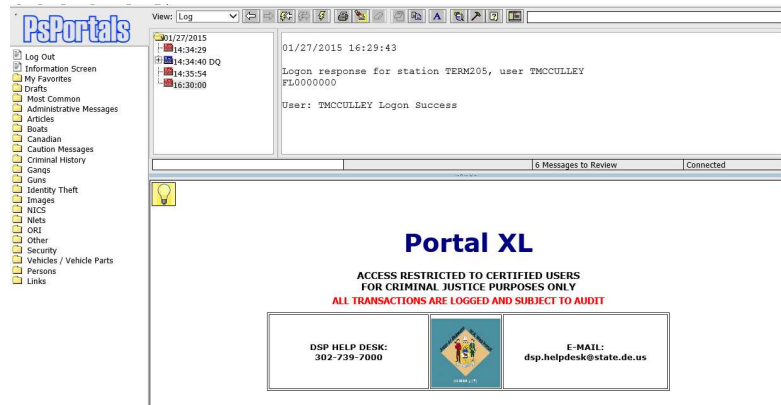 PsPortals
View: Log
Log Out
Information Screen
My Favorites
Drafts
Most Common
Administrative Messages
Articles
Boats
Canadian
Caution Messages
Criminal History
Gangs
Guns
Identity Theft
Images
NICS
Nlets
ORI
Other
Security
Vehicles / Vehicle Parts
Persons
Links
01/27/2015
14:34:29
14:34:40 DQ
14:35:54
16:30:00
01/27/2015 16:29:43
Logon response for station TERM205, user TMCCULLEY
FL0000000
User: TMCCULLEY Logon Success
6 Messages to Review
Connected
Portal XL
ACCESS RESTRICTED TO CERTIFIED USERS
FOR CRIMINAL JUSTICE PURPOSES ONLY
ALL TRANSACTIONS ARE LOGGED AND SUBJECT TO AUDIT
DSP HELP DESK:
302-739-7000
E-MAIL:
dsp.helpdesk@state.de.us